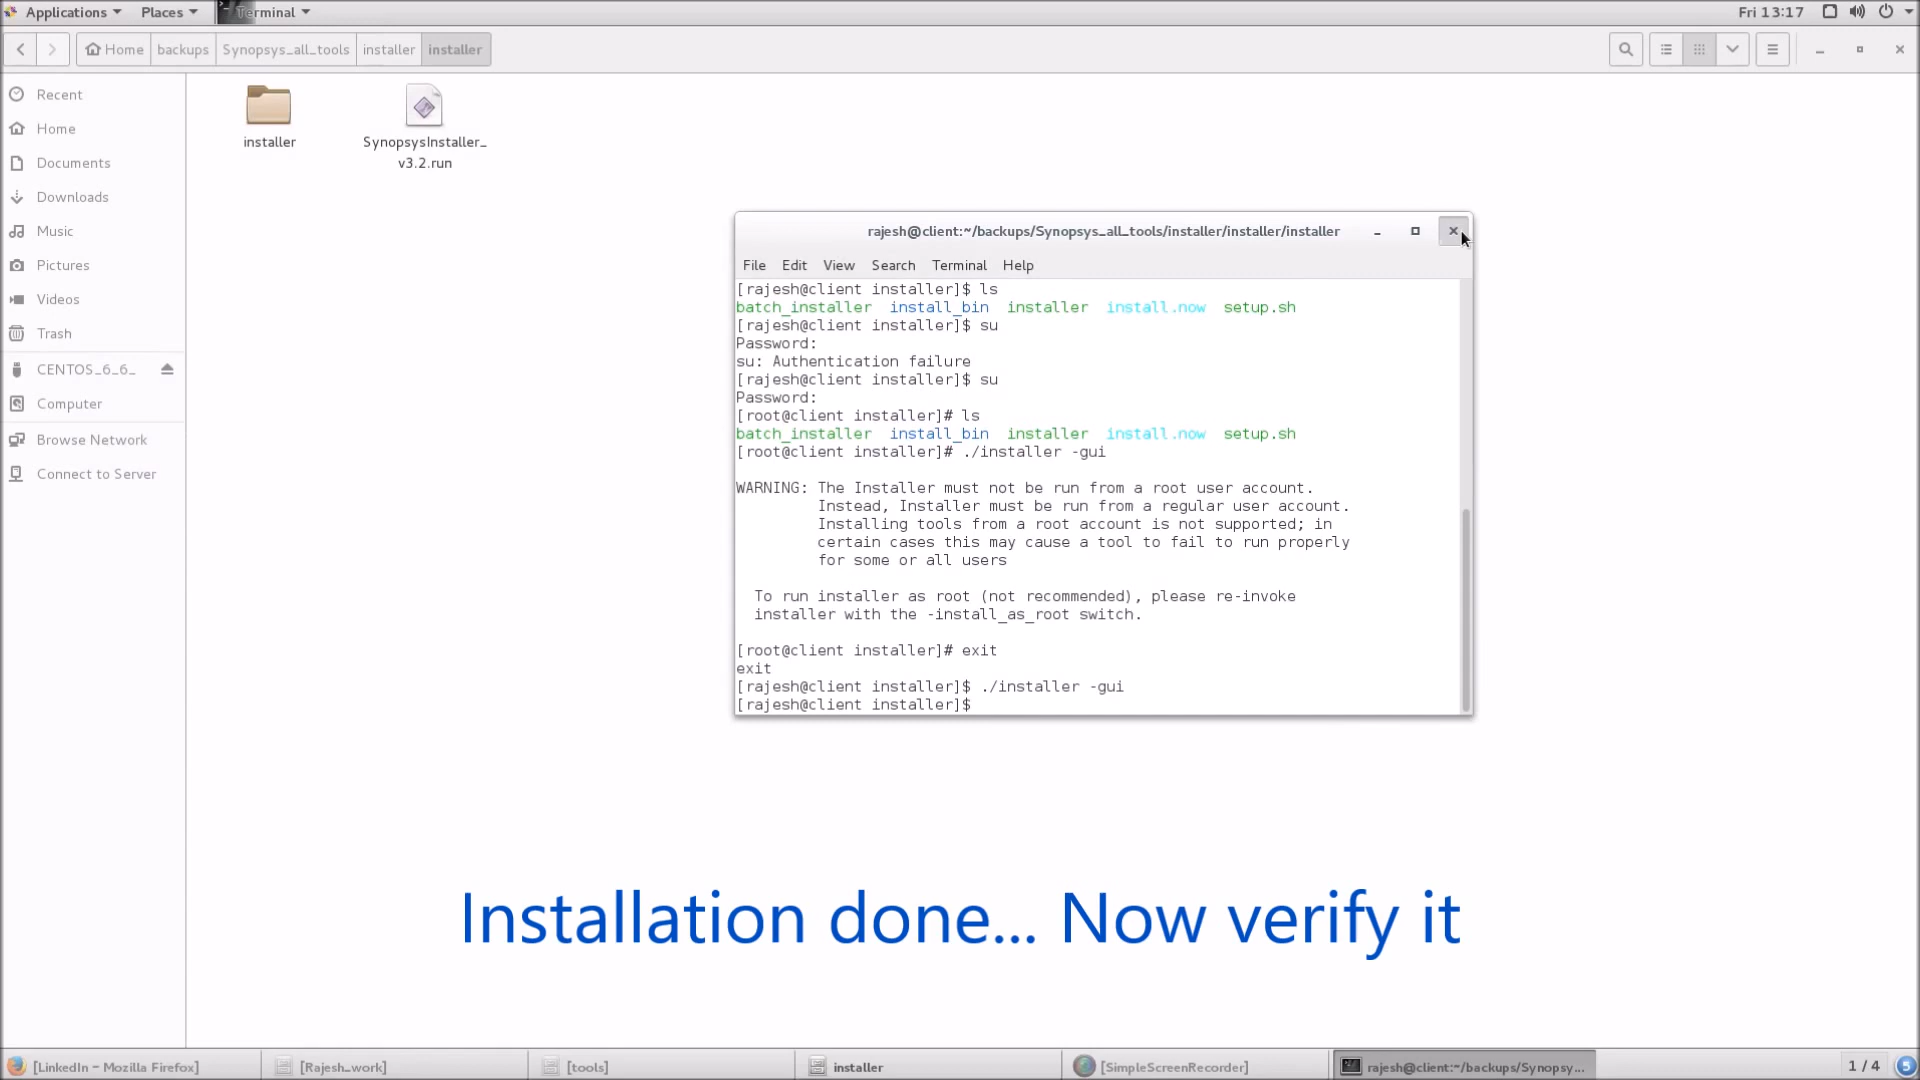 Applications Places Terminal Fri 13:17
Home backups Synopsys_all_tools installer installer
Recent
Home
Documents
Downloads
Music
Pictures
Videos
Trash
CENTOS_6_6_
Computer
Browse Network
Connect to Server
installer
SynopsysInstaller_
v3.2.run
rajesh@client:~/backups/Synopsys_all_tools/installer/installer/installer
File Edit View Search Terminal Help
[rajesh@client installer]$ ls
batch_installer install_bin installer install.now setup.sh
[rajesh@client installer]$ su
Password:
su: Authentication failure
[rajesh@client installer]$ su
Password:
[root@client installer]# ls
batch_installer install_bin installer install.now setup.sh
[root@client installer]# ./installer -gui
WARNING: The Installer must not be run from a root user account.
Instead, Installer must be run from a regular user account.
Installing tools from a root account is not supported; in
certain cases this may cause a tool to fail to run properly
for some or all users
To run installer as root (not recommended), please re-invoke
installer with the -install_as_root switch.
[root@client installer]# exit
exit
[rajesh@client installer]$ ./installer -gui
[rajesh@client installer]$
Installation done... Now verify it
[LinkedIn - Mozilla Firefox] [Rajesh_work] [tools] installer [SimpleScreenRecorder] rajesh@client:~/backups/Synopsy... 1 / 4 5